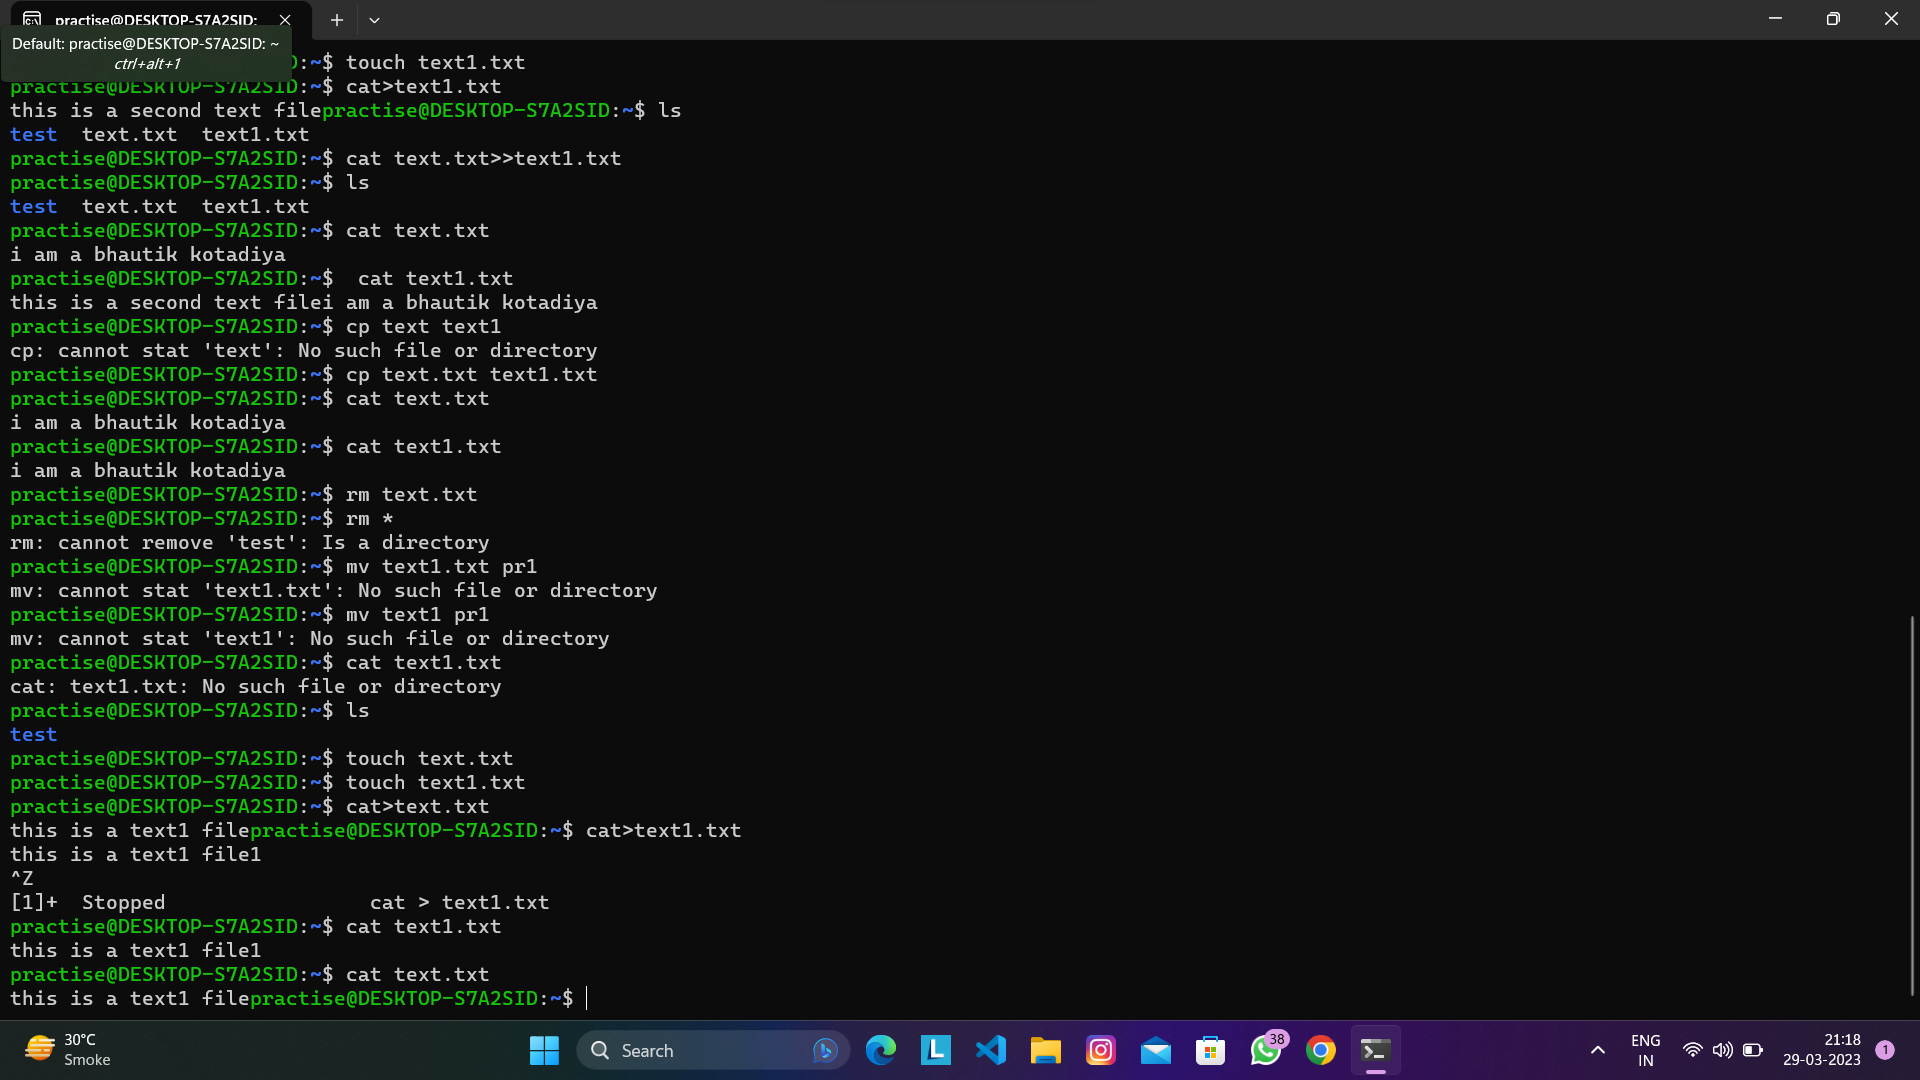 practise@DESKTOP-S7A2SID:
Default: practise@DESKTOP-S7A2SID: ~
ctrl+alt+1
:~$ touch text1.txt
practise@DESKTOP-S7A2SID:~$ cat>text1.txt
this is a second text filepractise@DESKTOP-S7A2SID:~$ ls
test  text.txt  text1.txt
practise@DESKTOP-S7A2SID:~$ cat text.txt>>text1.txt
practise@DESKTOP-S7A2SID:~$ ls
test  text.txt  text1.txt
practise@DESKTOP-S7A2SID:~$ cat text.txt
i am a bhautik kotadiya
practise@DESKTOP-S7A2SID:~$  cat text1.txt
this is a second text filei am a bhautik kotadiya
practise@DESKTOP-S7A2SID:~$ cp text text1
cp: cannot stat 'text': No such file or directory
practise@DESKTOP-S7A2SID:~$ cp text.txt text1.txt
practise@DESKTOP-S7A2SID:~$ cat text.txt
i am a bhautik kotadiya
practise@DESKTOP-S7A2SID:~$ cat text1.txt
i am a bhautik kotadiya
practise@DESKTOP-S7A2SID:~$ rm text.txt
practise@DESKTOP-S7A2SID:~$ rm *
rm: cannot remove 'test': Is a directory
practise@DESKTOP-S7A2SID:~$ mv text1.txt pr1
mv: cannot stat 'text1.txt': No such file or directory
practise@DESKTOP-S7A2SID:~$ mv text1 pr1
mv: cannot stat 'text1': No such file or directory
practise@DESKTOP-S7A2SID:~$ cat text1.txt
cat: text1.txt: No such file or directory
practise@DESKTOP-S7A2SID:~$ ls
test
practise@DESKTOP-S7A2SID:~$ touch text.txt
practise@DESKTOP-S7A2SID:~$ touch text1.txt
practise@DESKTOP-S7A2SID:~$ cat>text.txt
this is a text1 filepractise@DESKTOP-S7A2SID:~$ cat>text1.txt
this is a text1 file1
^Z
[1]+  Stopped                 cat > text1.txt
practise@DESKTOP-S7A2SID:~$ cat text1.txt
this is a text1 file1
practise@DESKTOP-S7A2SID:~$ cat text.txt
this is a text1 filepractise@DESKTOP-S7A2SID:~$
30°C
Smoke
Search
L
38
ENG
IN
21:18
29-03-2023
1